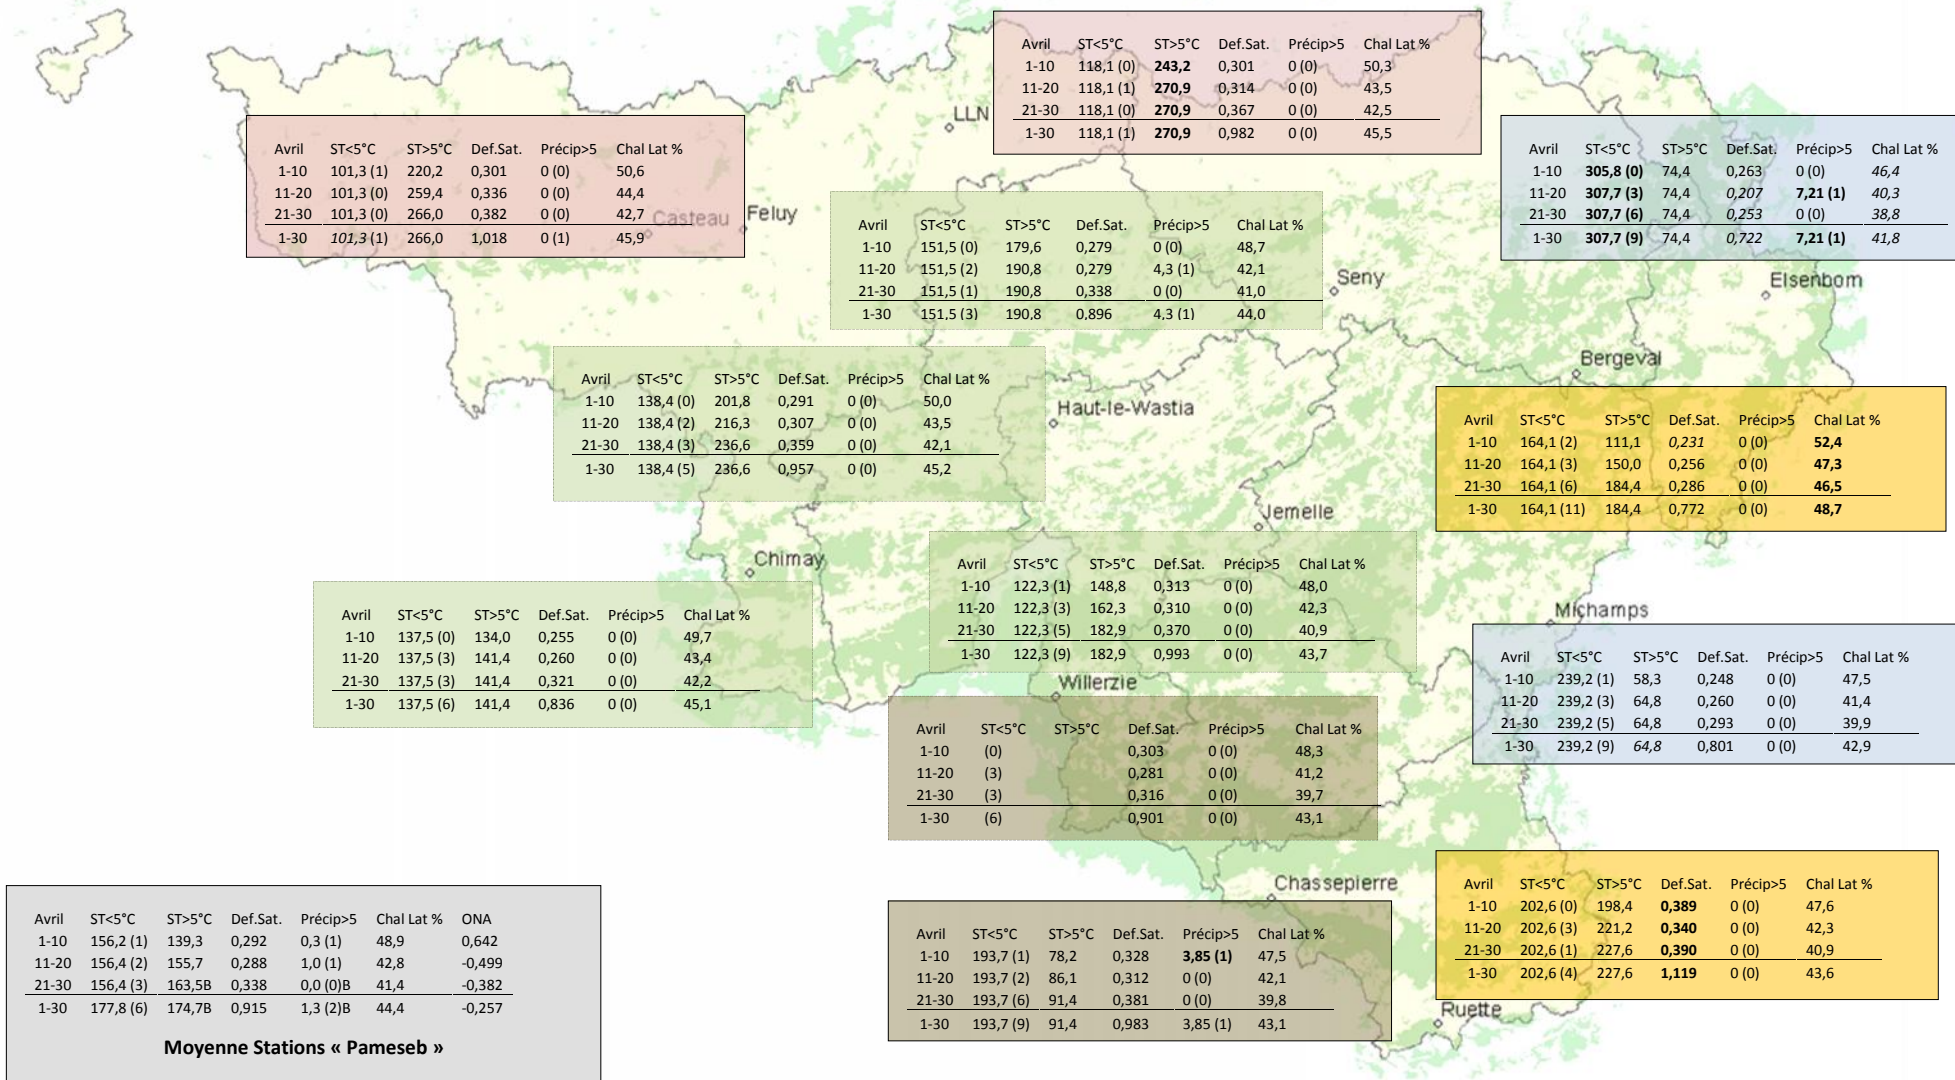 Avril ST<5°C ST>5°C Def.Sat. Précip>5 Chal Lat %
1-10 118,1 (0) 243,2 0,301 0 (0) 50,3
11-20 118,1 (1) 270,9 0,314 0 (0) 43,5
21-30 118,1 (0) 270,9 0,367 0 (0) 42,5
1-30 118,1 (1) 270,9 0,982 0 (0) 45,5
LLN
Avril ST<5°C ST>5°C Def.Sat. Précip>5 Chal Lat %
1-10 101,3 (1) 220,2 0,301 0 (0) 50,6
11-20 101,3 (0) 259,4 0,336 0 (0) 44,4
21-30 101,3 (0) 266,0 0,382 0 (0) 42,7
1-30 101,3 (1) 266,0 1,018 0 (1) 45,9
Casteau
Feluy
Avril ST<5°C ST>5°C Def.Sat. Précip>5 Chal Lat %
1-10 305,8 (0) 74,4 0,263 0 (0) 46,4
11-20 307,7 (3) 74,4 0,207 7,21 (1) 40,3
21-30 307,7 (6) 74,4 0,253 0 (0) 38,8
1-30 307,7 (9) 74,4 0,722 7,21 (1) 41,8
Elsenborn
Avril ST<5°C ST>5°C Def.Sat. Précip>5 Chal Lat %
1-10 151,5 (0) 179,6 0,279 0 (0) 48,7
11-20 151,5 (2) 190,8 0,279 4,3 (1) 42,1
21-30 151,5 (1) 190,8 0,338 0 (0) 41,0
1-30 151,5 (3) 190,8 0,896 4,3 (1) 44,0
Seny
Bergeval
Avril ST<5°C ST>5°C Def.Sat. Précip>5 Chal Lat %
1-10 138,4 (0) 201,8 0,291 0 (0) 50,0
11-20 138,4 (2) 216,3 0,307 0 (0) 43,5
21-30 138,4 (3) 236,6 0,359 0 (0) 42,1
1-30 138,4 (5) 236,6 0,957 0 (0) 45,2
Haut-le-Wastia
Avril ST<5°C ST>5°C Def.Sat. Précip>5 Chal Lat %
1-10 164,1 (2) 111,1 0,231 0 (0) 52,4
11-20 164,1 (3) 150,0 0,256 0 (0) 47,3
21-30 164,1 (6) 184,4 0,286 0 (0) 46,5
1-30 164,1 (11) 184,4 0,772 0 (0) 48,7
Jemelle
Chimay
Avril ST<5°C ST>5°C Def.Sat. Précip>5 Chal Lat %
1-10 122,3 (1) 148,8 0,313 0 (0) 48,0
11-20 122,3 (3) 162,3 0,310 0 (0) 42,3
21-30 122,3 (5) 182,9 0,370 0 (0) 40,9
1-30 122,3 (9) 182,9 0,993 0 (0) 43,7
Avril ST<5°C ST>5°C Def.Sat. Précip>5 Chal Lat %
1-10 137,5 (0) 134,0 0,255 0 (0) 49,7
11-20 137,5 (3) 141,4 0,260 0 (0) 43,4
21-30 137,5 (3) 141,4 0,321 0 (0) 42,2
1-30 137,5 (6) 141,4 0,836 0 (0) 45,1
Michamps
Avril ST<5°C ST>5°C Def.Sat. Précip>5 Chal Lat %
1-10 239,2 (1) 58,3 0,248 0 (0) 47,5
11-20 239,2 (3) 64,8 0,260 0 (0) 41,4
21-30 239,2 (5) 64,8 0,293 0 (0) 39,9
1-30 239,2 (9) 64,8 0,801 0 (0) 42,9
Willerzie
Avril ST<5°C ST>5°C Def.Sat. Précip>5 Chal Lat %
1-10 (0) 0,303 0 (0) 48,3
11-20 (3) 0,281 0 (0) 41,2
21-30 (3) 0,316 0 (0) 39,7
1-30 (6) 0,901 0 (0) 43,1
Chassepierre
Avril ST<5°C ST>5°C Def.Sat. Précip>5 Chal Lat %
1-10 202,6 (0) 198,4 0,389 0 (0) 47,6
11-20 202,6 (3) 221,2 0,340 0 (0) 42,3
21-30 202,6 (1) 227,6 0,390 0 (0) 40,9
1-30 202,6 (4) 227,6 1,119 0 (0) 43,6
Ruette
Avril ST<5°C ST>5°C Def.Sat. Précip>5 Chal Lat %
1-10 193,7 (1) 78,2 0,328 3,85 (1) 47,5
11-20 193,7 (2) 86,1 0,312 0 (0) 42,1
21-30 193,7 (6) 91,4 0,381 0 (0) 39,8
1-30 193,7 (9) 91,4 0,983 3,85 (1) 43,1
Avril ST<5°C ST>5°C Def.Sat. Précip>5 Chal Lat % ONA
1-10 156,2 (1) 139,3 0,292 0,3 (1) 48,9 0,642
11-20 156,4 (2) 155,7 0,288 1,0 (1) 42,8 -0,499
21-30 156,4 (3) 163,5B 0,338 0,0 (0)B 41,4 -0,382
1-30 177,8 (6) 174,7B 0,915 1,3 (2)B 44,4 -0,257
Moyenne Stations « Pameseb »